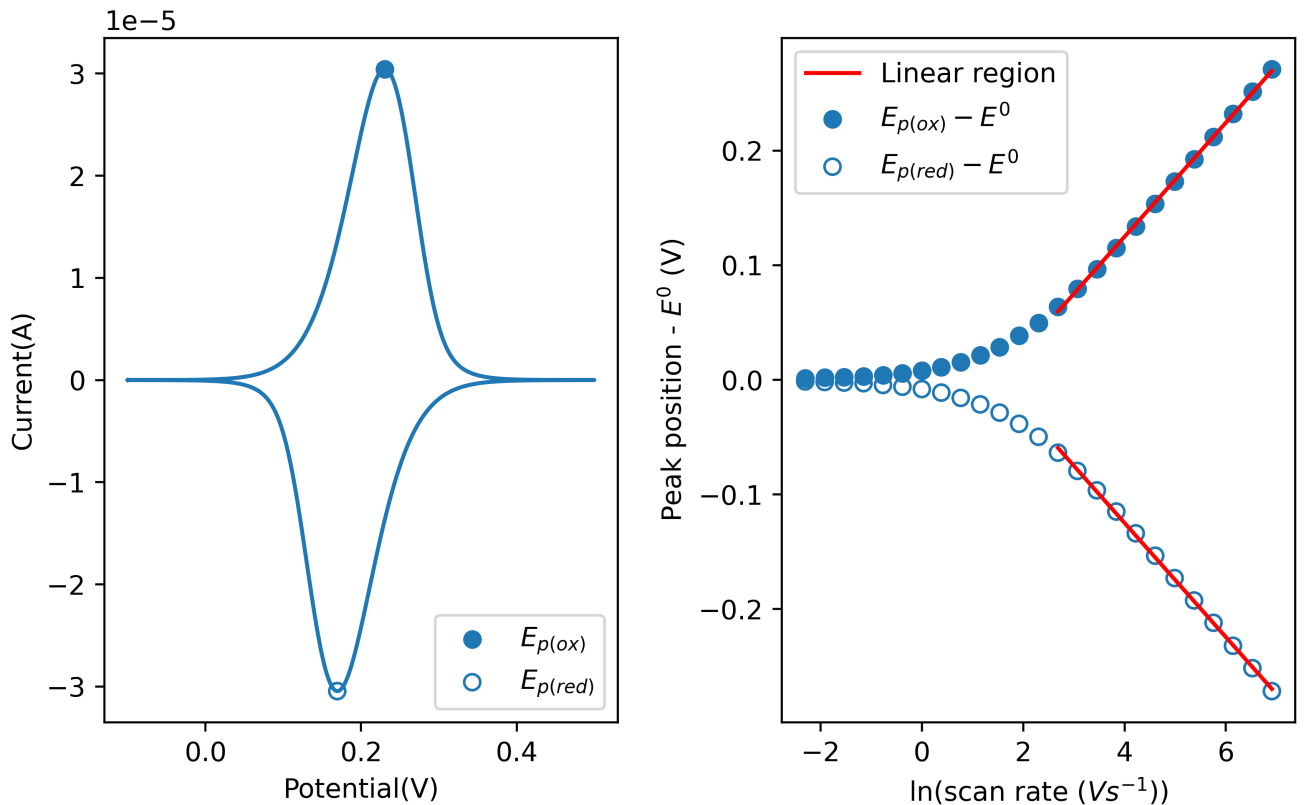 1e−5
3
2
1
0
−1
−2
−3
Current(A)
0.0
0.2
0.4
Potential(V)
E_p(ox)
E_p(red)
Linear region
E_p(ox) − E^0
E_p(red) − E^0
0.2
0.1
0.0
−0.1
−0.2
Peak position - E^0 (V)
−2
0
2
4
6
ln(scan rate (Vs^−1))